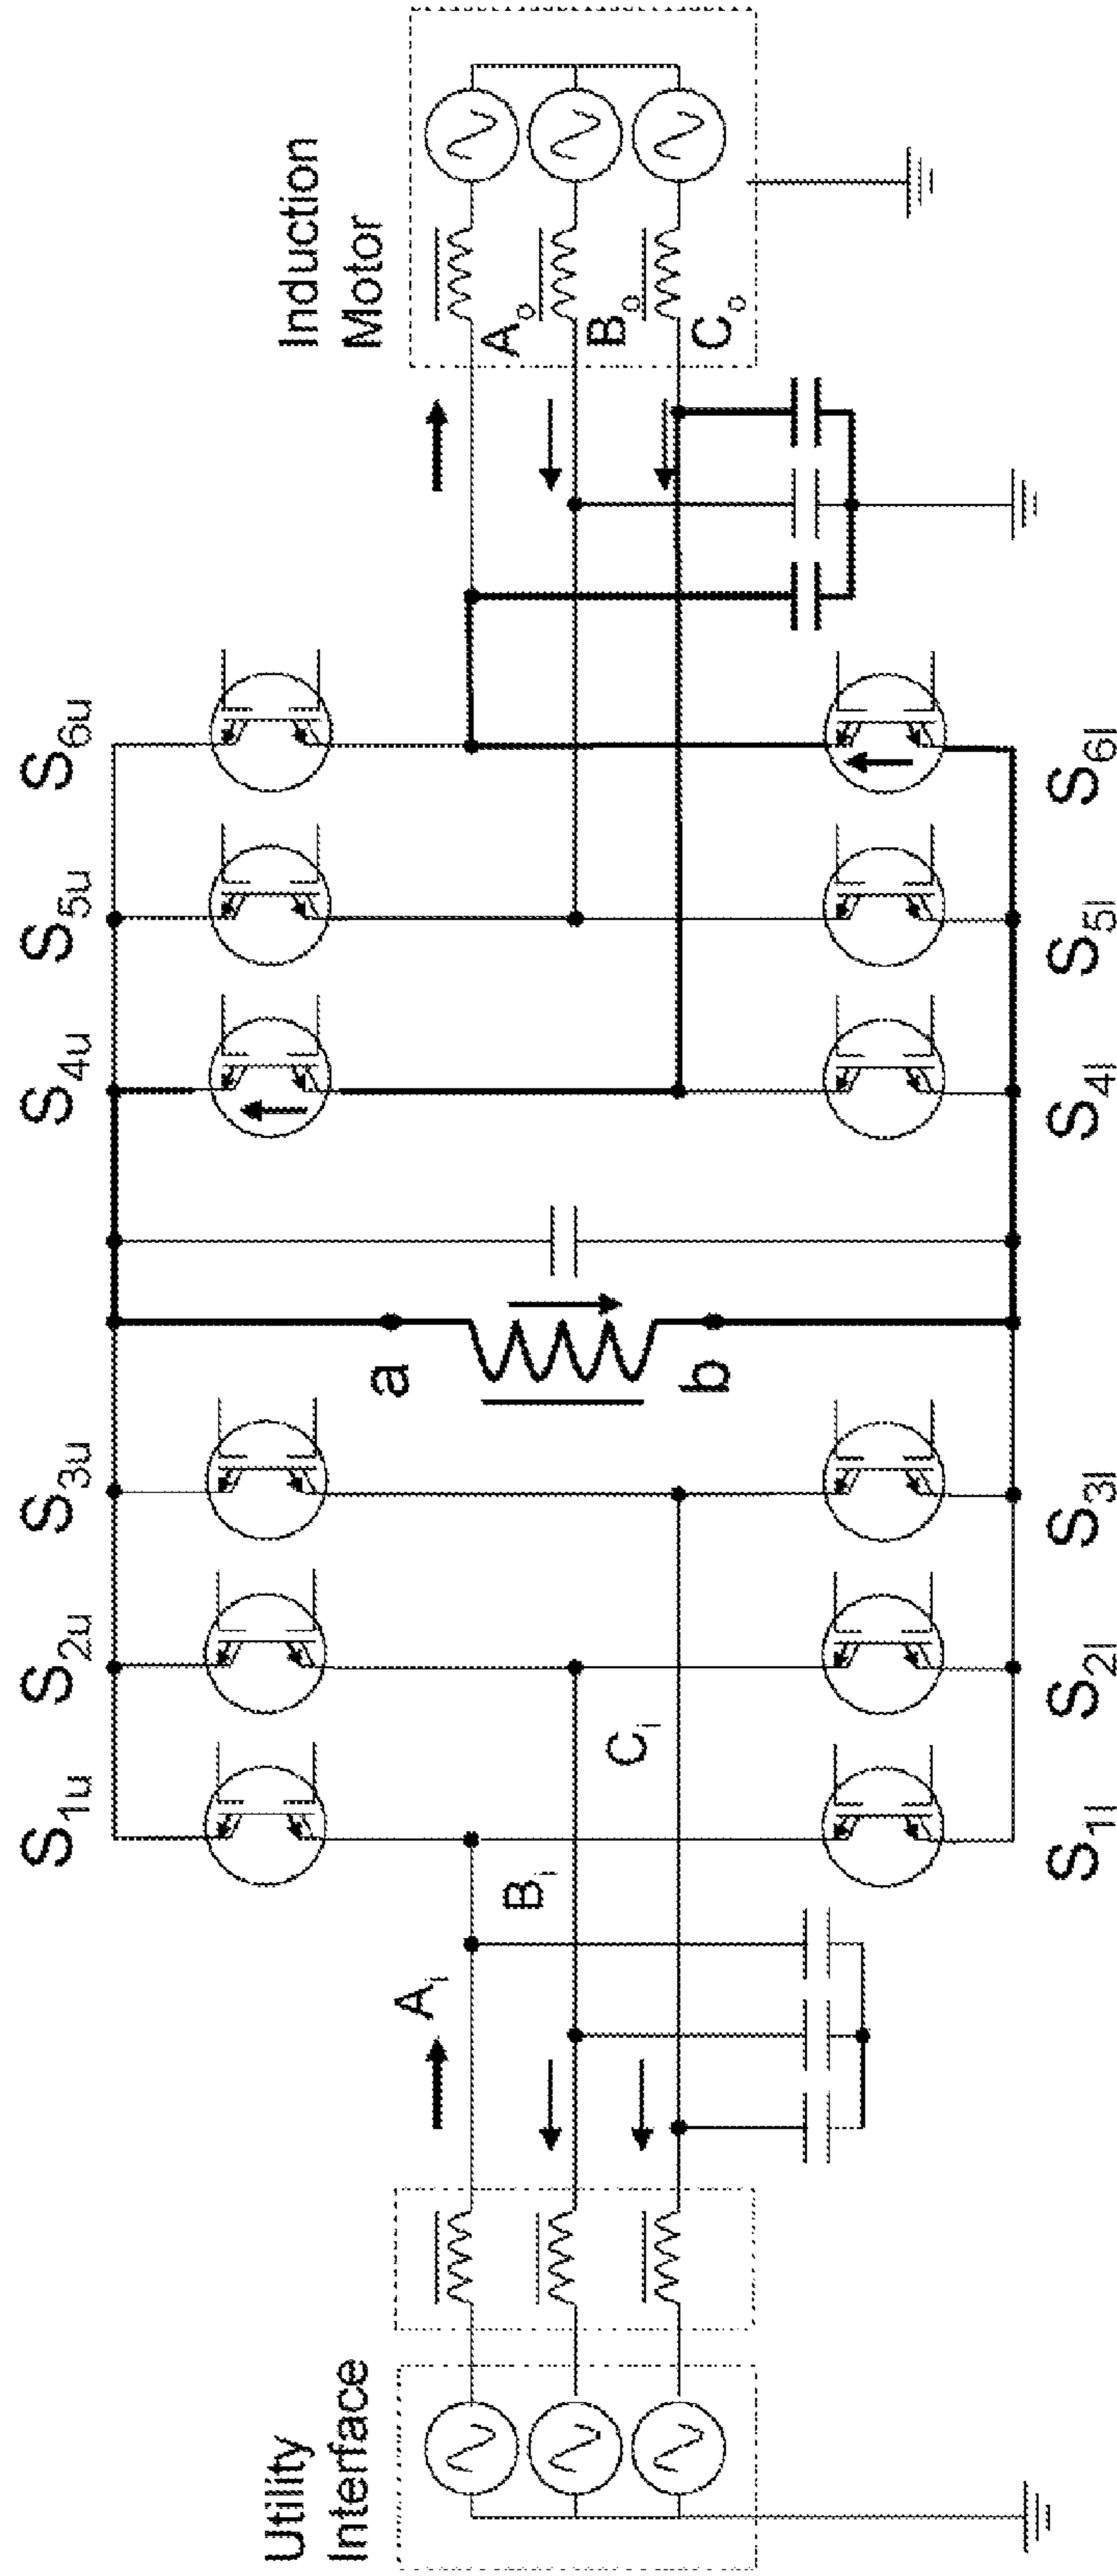 Utility
Interface
Induction
Motor
S1u
S2u
S3u
S4u
S5u
S6u
Ai
Bi
Ci
a
b
Ao
Bo
Co
S1l
S2l
S3l
S4l
S5l
S6l